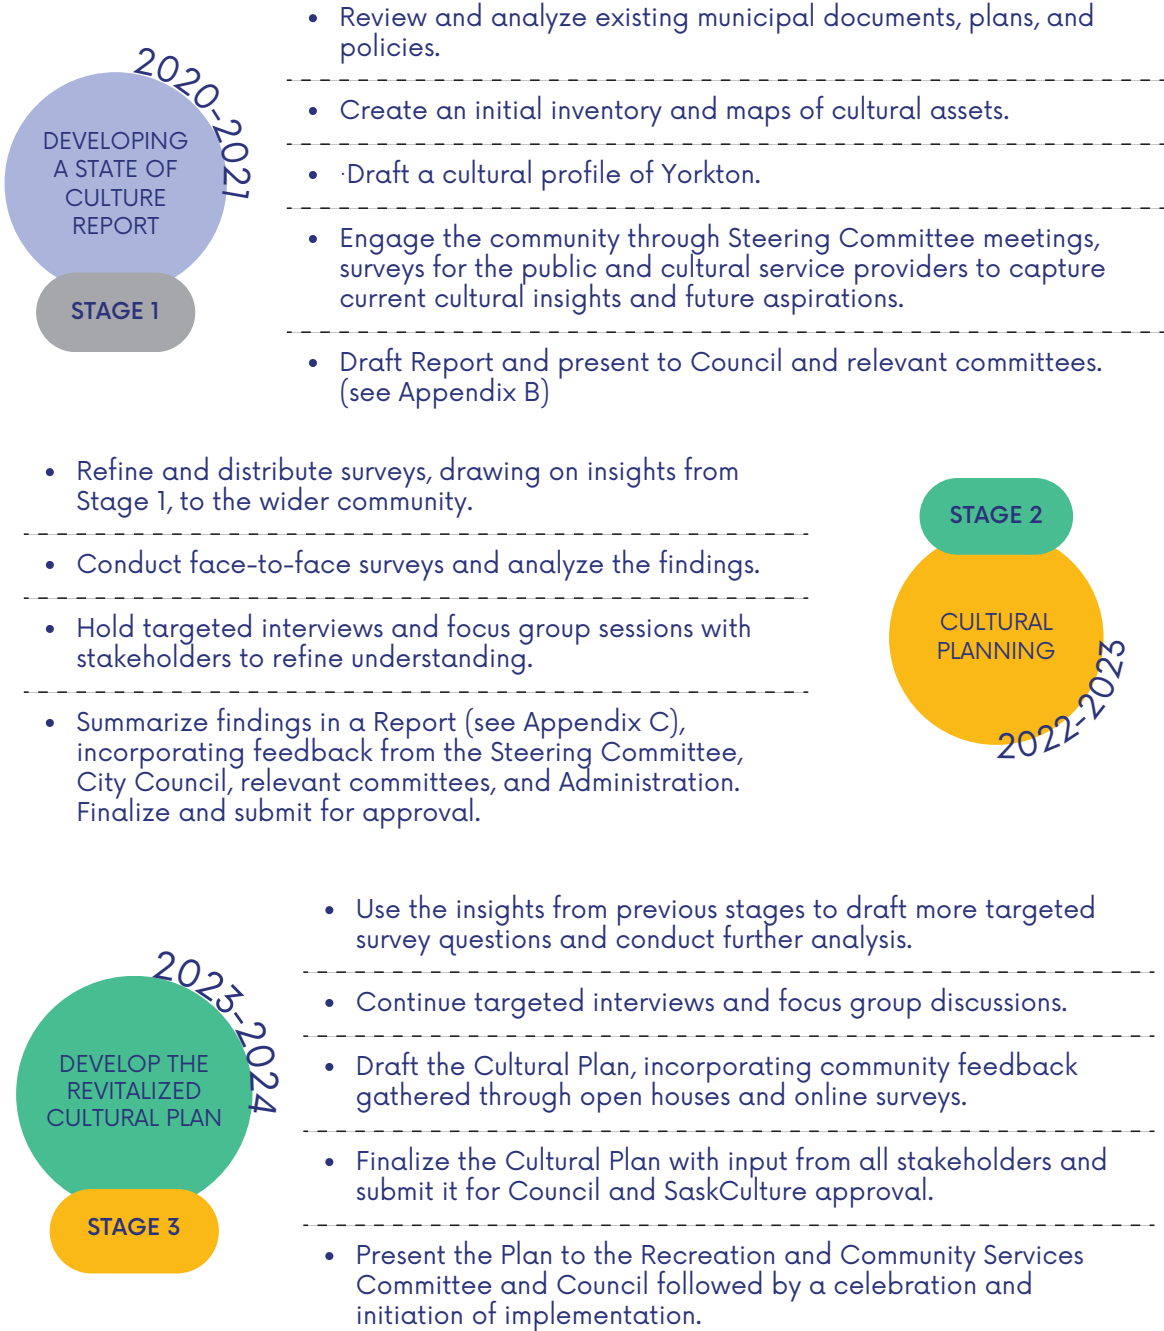 2020-2021
DEVELOPING
A STATE OF
CULTURE
REPORT
STAGE 1
• Review and analyze existing municipal documents, plans, and
policies.
• Create an initial inventory and maps of cultural assets.
• ·Draft a cultural profile of Yorkton.
• Engage the community through Steering Committee meetings,
surveys for the public and cultural service providers to capture
current cultural insights and future aspirations.
• Draft Report and present to Council and relevant committees.
(see Appendix B)
STAGE 2
CULTURAL
PLANNING
2022-2023
• Refine and distribute surveys, drawing on insights from
Stage 1, to the wider community.
• Conduct face-to-face surveys and analyze the findings.
• Hold targeted interviews and focus group sessions with
stakeholders to refine understanding.
• Summarize findings in a Report (see Appendix C),
incorporating feedback from the Steering Committee,
City Council, relevant committees, and Administration.
Finalize and submit for approval.
2023-2024
DEVELOP THE
REVITALIZED
CULTURAL PLAN
STAGE 3
• Use the insights from previous stages to draft more targeted
survey questions and conduct further analysis.
• Continue targeted interviews and focus group discussions.
• Draft the Cultural Plan, incorporating community feedback
gathered through open houses and online surveys.
• Finalize the Cultural Plan with input from all stakeholders and
submit it for Council and SaskCulture approval.
• Present the Plan to the Recreation and Community Services
Committee and Council followed by a celebration and
initiation of implementation.